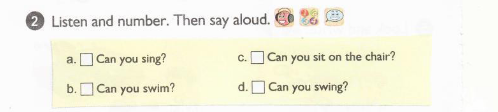 2 Listen and number. Then say aloud.
a. Can you sing?
c. Can you sit on the chair?
b. Can you swim?
d. Can you swing?